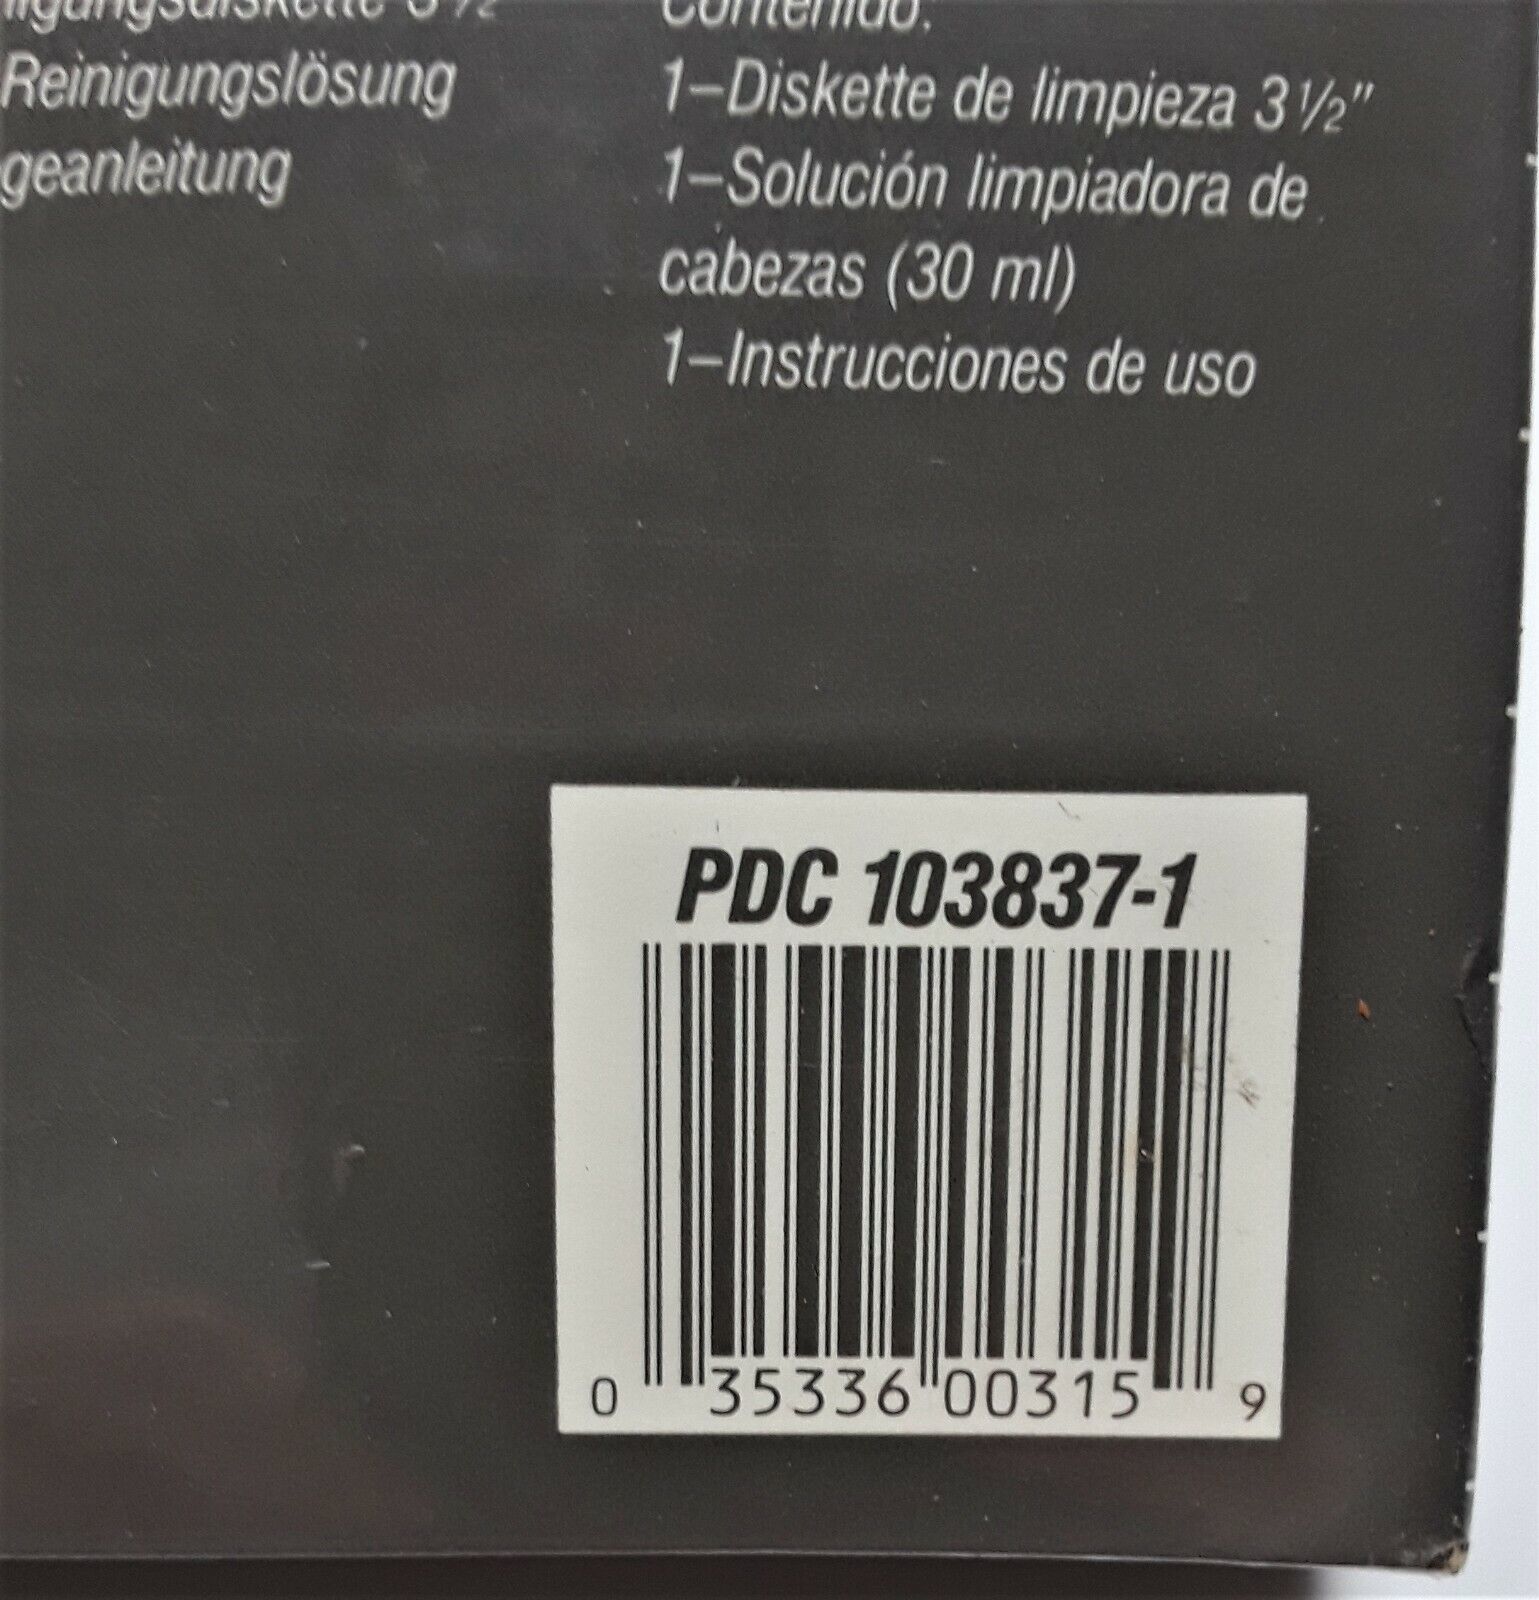 Reinigungslösung
geanleitung
Contenido:
1–Diskette de limpieza 3½"
1–Solución limpiadora de
cabezas (30 ml)
1–Instrucciones de uso
PDC 103837-1
0 35336 00315 9